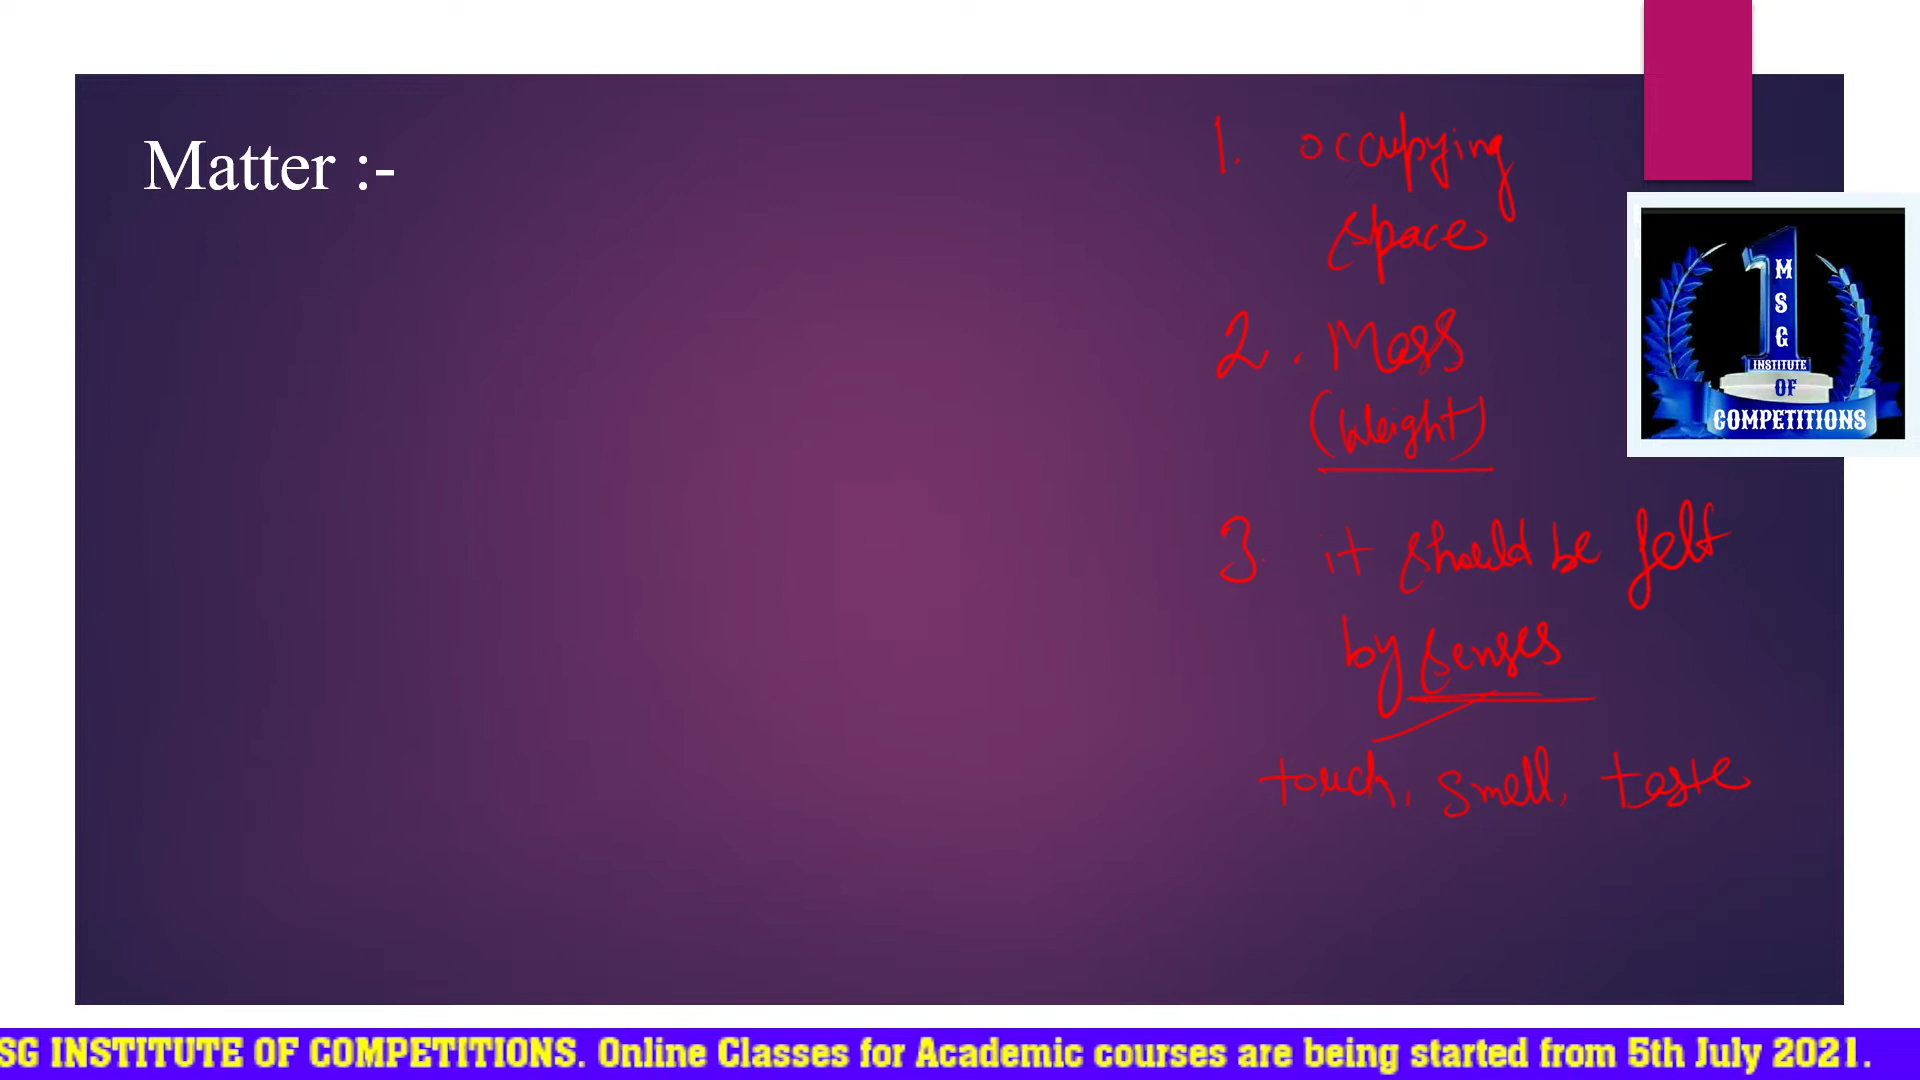 Matter :-
1. occupying
space
2. Mass
(Weight)
3. it should be felt
by senses
touch, smell, taste
1
M
S
G
INSTITUTE
OF
COMPETITIONS
SG INSTITUTE OF COMPETITIONS. Online Classes for Academic courses are being started from 5th July 2021.